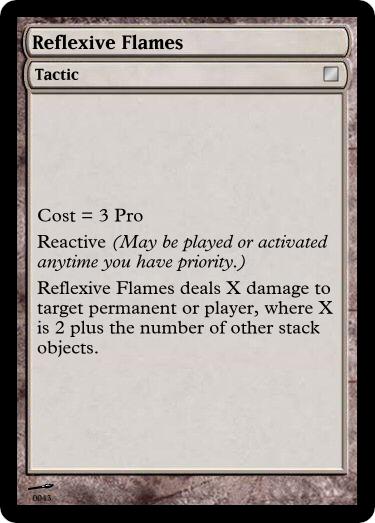 Reflexive Flames
Tactic
Cost = 3 Pro
Reactive (May be played or activated
anytime you have priority.)
Reflexive Flames deals X damage to
target permanent or player, where X
is 2 plus the number of other stack
objects.
0043